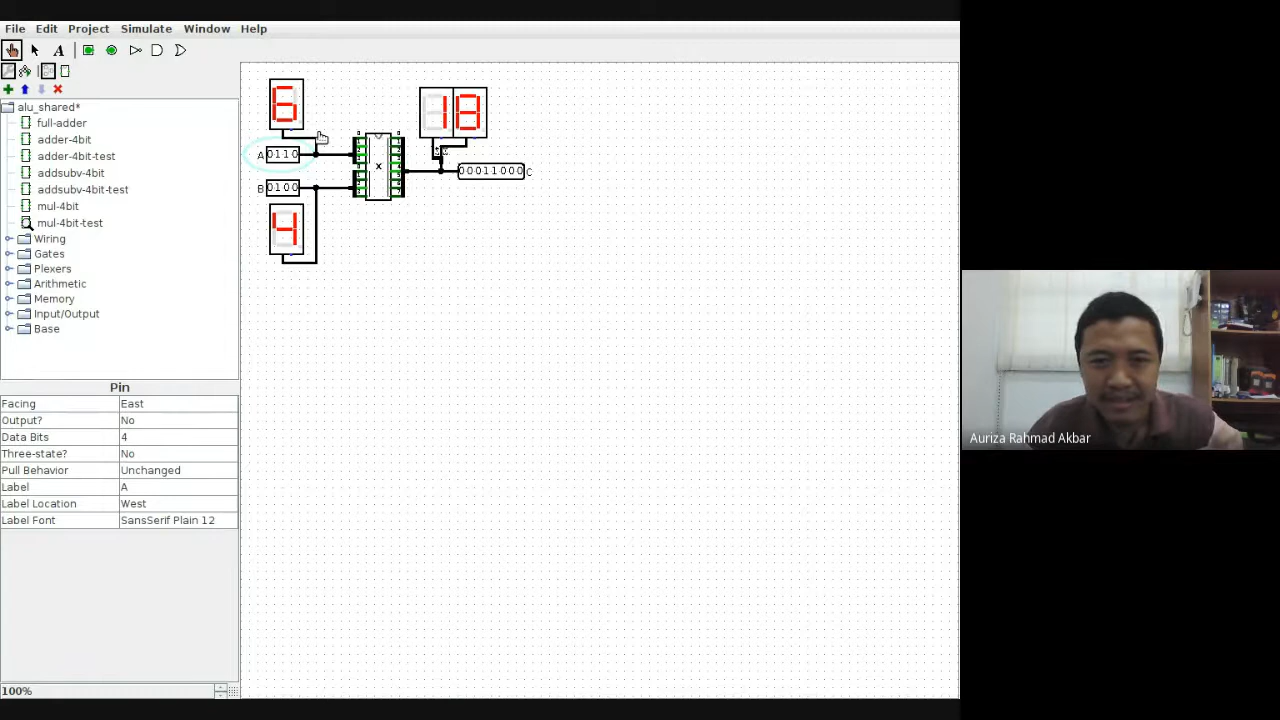 File Edit Project Simulate Window Help
A
alu_shared*
full-adder
adder-4bit
adder-4bit-test
addsubv-4bit
addsubv-4bit-test
mul-4bit
mul-4bit-test
Wiring
Gates
Plexers
Arithmetic
Memory
Input/Output
Base
Pin
Facing East
Output? No
Data Bits 4
Three-state? No
Pull Behavior Unchanged
Label A
Label Location West
Label Font SansSerif Plain 12
100%
6
18
A 0110
x
00011000 C
B 0100
4
Auriza Rahmad Akbar